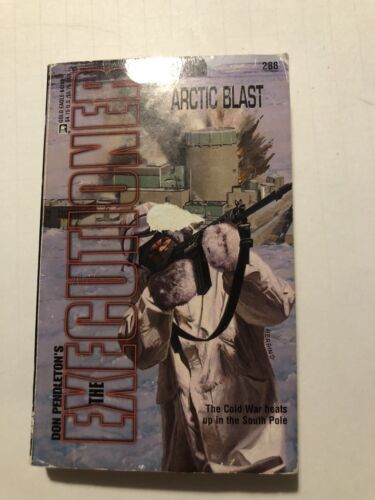 288
ARCTIC BLAST
DON PENDLETON'S
THE
EXECUTIONER
The Cold War heats
up in the South Pole